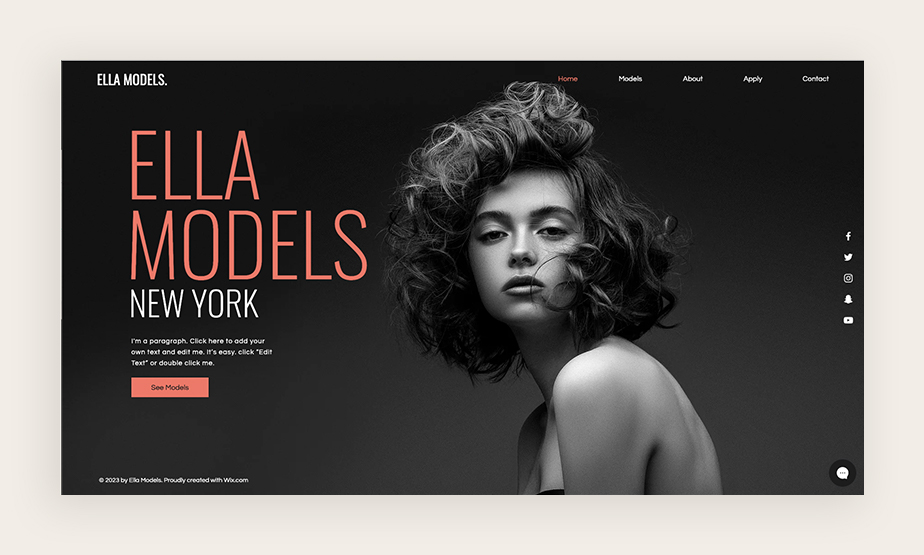 ELLA MODELS.
Home Models About Apply Contact
ELLA
MODELS
NEW YORK
I'm a paragraph. Click here to add your
own text and edit me. It's easy. click "Edit
Text" or double click me.
See Models
© 2023 by Ella Models. Proudly created with Wix.com